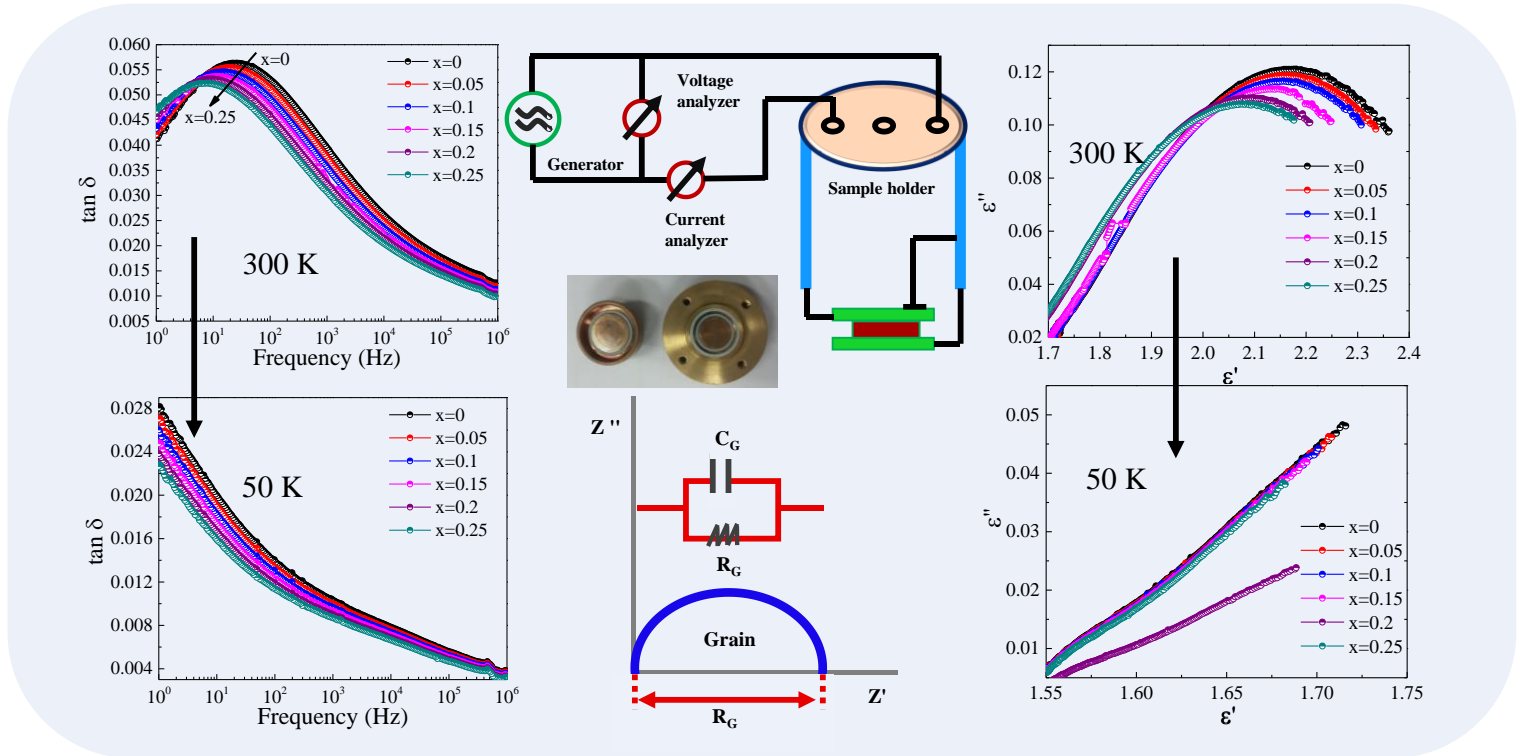 0.060
0.055
0.050
0.045
0.040
0.035
0.030
0.025
0.020
0.015
0.010
0.005
tan δ
x=0
x=0.25
x=0
x=0.05
x=0.1
x=0.15
x=0.2
x=0.25
300 K
10⁰ 10¹ 10² 10³ 10⁴ 10⁵ 10⁶
Frequency (Hz)
Voltage
analyzer
Generator
Current
analyzer
Sample holder
0.12
0.10
0.08
0.06
0.04
0.02
ε''
300 K
x=0
x=0.05
x=0.1
x=0.15
x=0.2
x=0.25
1.7 1.8 1.9 2.0 2.1 2.2 2.3 2.4
ε'
0.028
0.024
0.020
0.016
0.012
0.008
0.004
tan δ
x=0
x=0.05
x=0.1
x=0.15
x=0.2
x=0.25
50 K
10⁰ 10¹ 10² 10³ 10⁴ 10⁵ 10⁶
Frequency (Hz)
Z ''
C_G
R_G
Grain
Z'
R_G
0.05
0.04
0.03
0.02
0.01
ε''
50 K
x=0
x=0.05
x=0.1
x=0.15
x=0.2
x=0.25
1.55 1.60 1.65 1.70 1.75
ε'